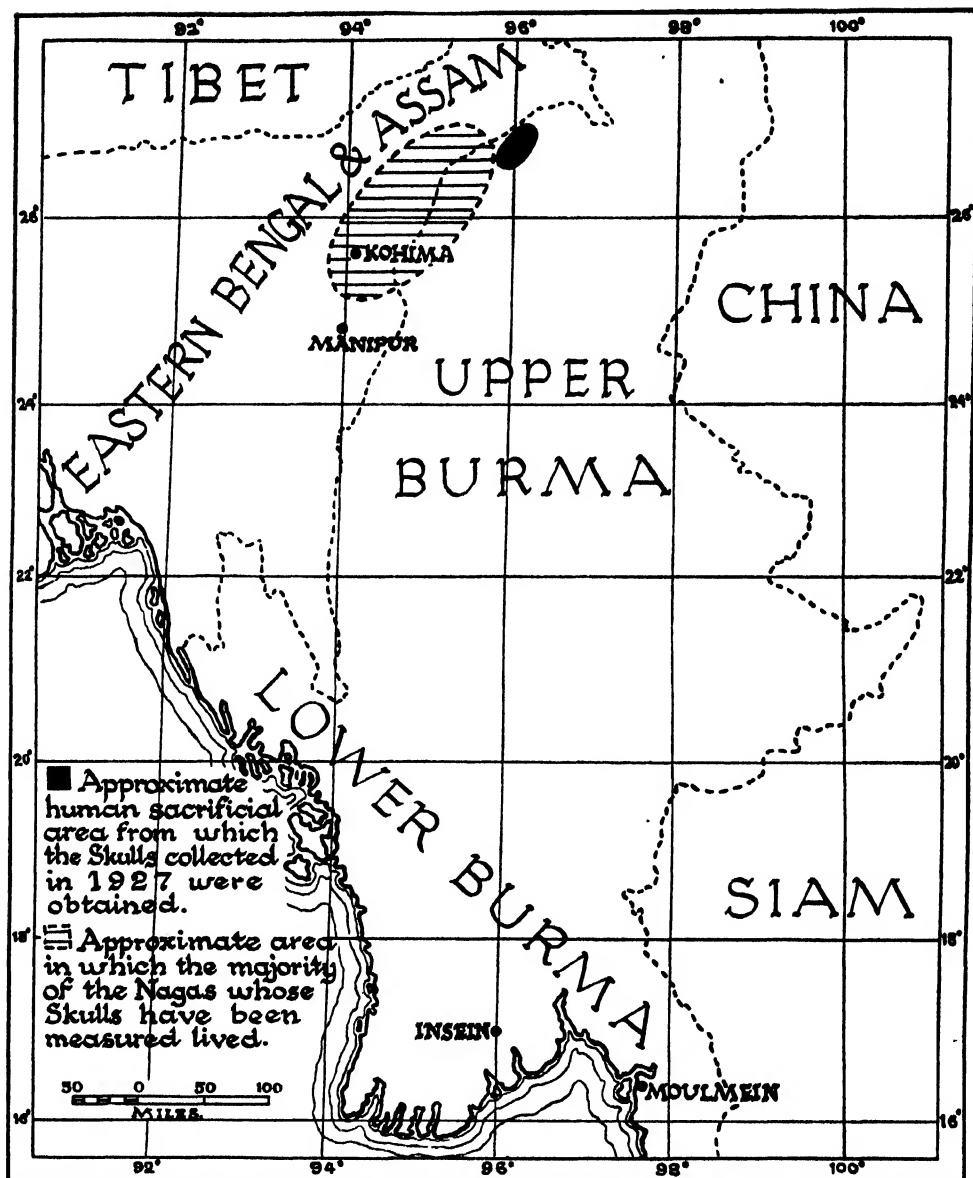 92° 94° 96° 98° 100°
TIBET
EASTERN BENGAL & ASSAM
26° 26°
KOHIMA
CHINA
MANIPUR
UPPER
24° 24°
BURMA
22° 22°
LOWER BURMA
20° 20°
Approximate
human sacrificial
area from which
the Skulls collected
in 1927 were
obtained.
SIAM
18° 18°
Approximate area
in which the majority
of the Nagas whose
Skulls have been
measured lived.
INSEIN
MOULMEIN
50 0 50 100
MILES.
16° 16°
92° 94° 96° 98° 100°